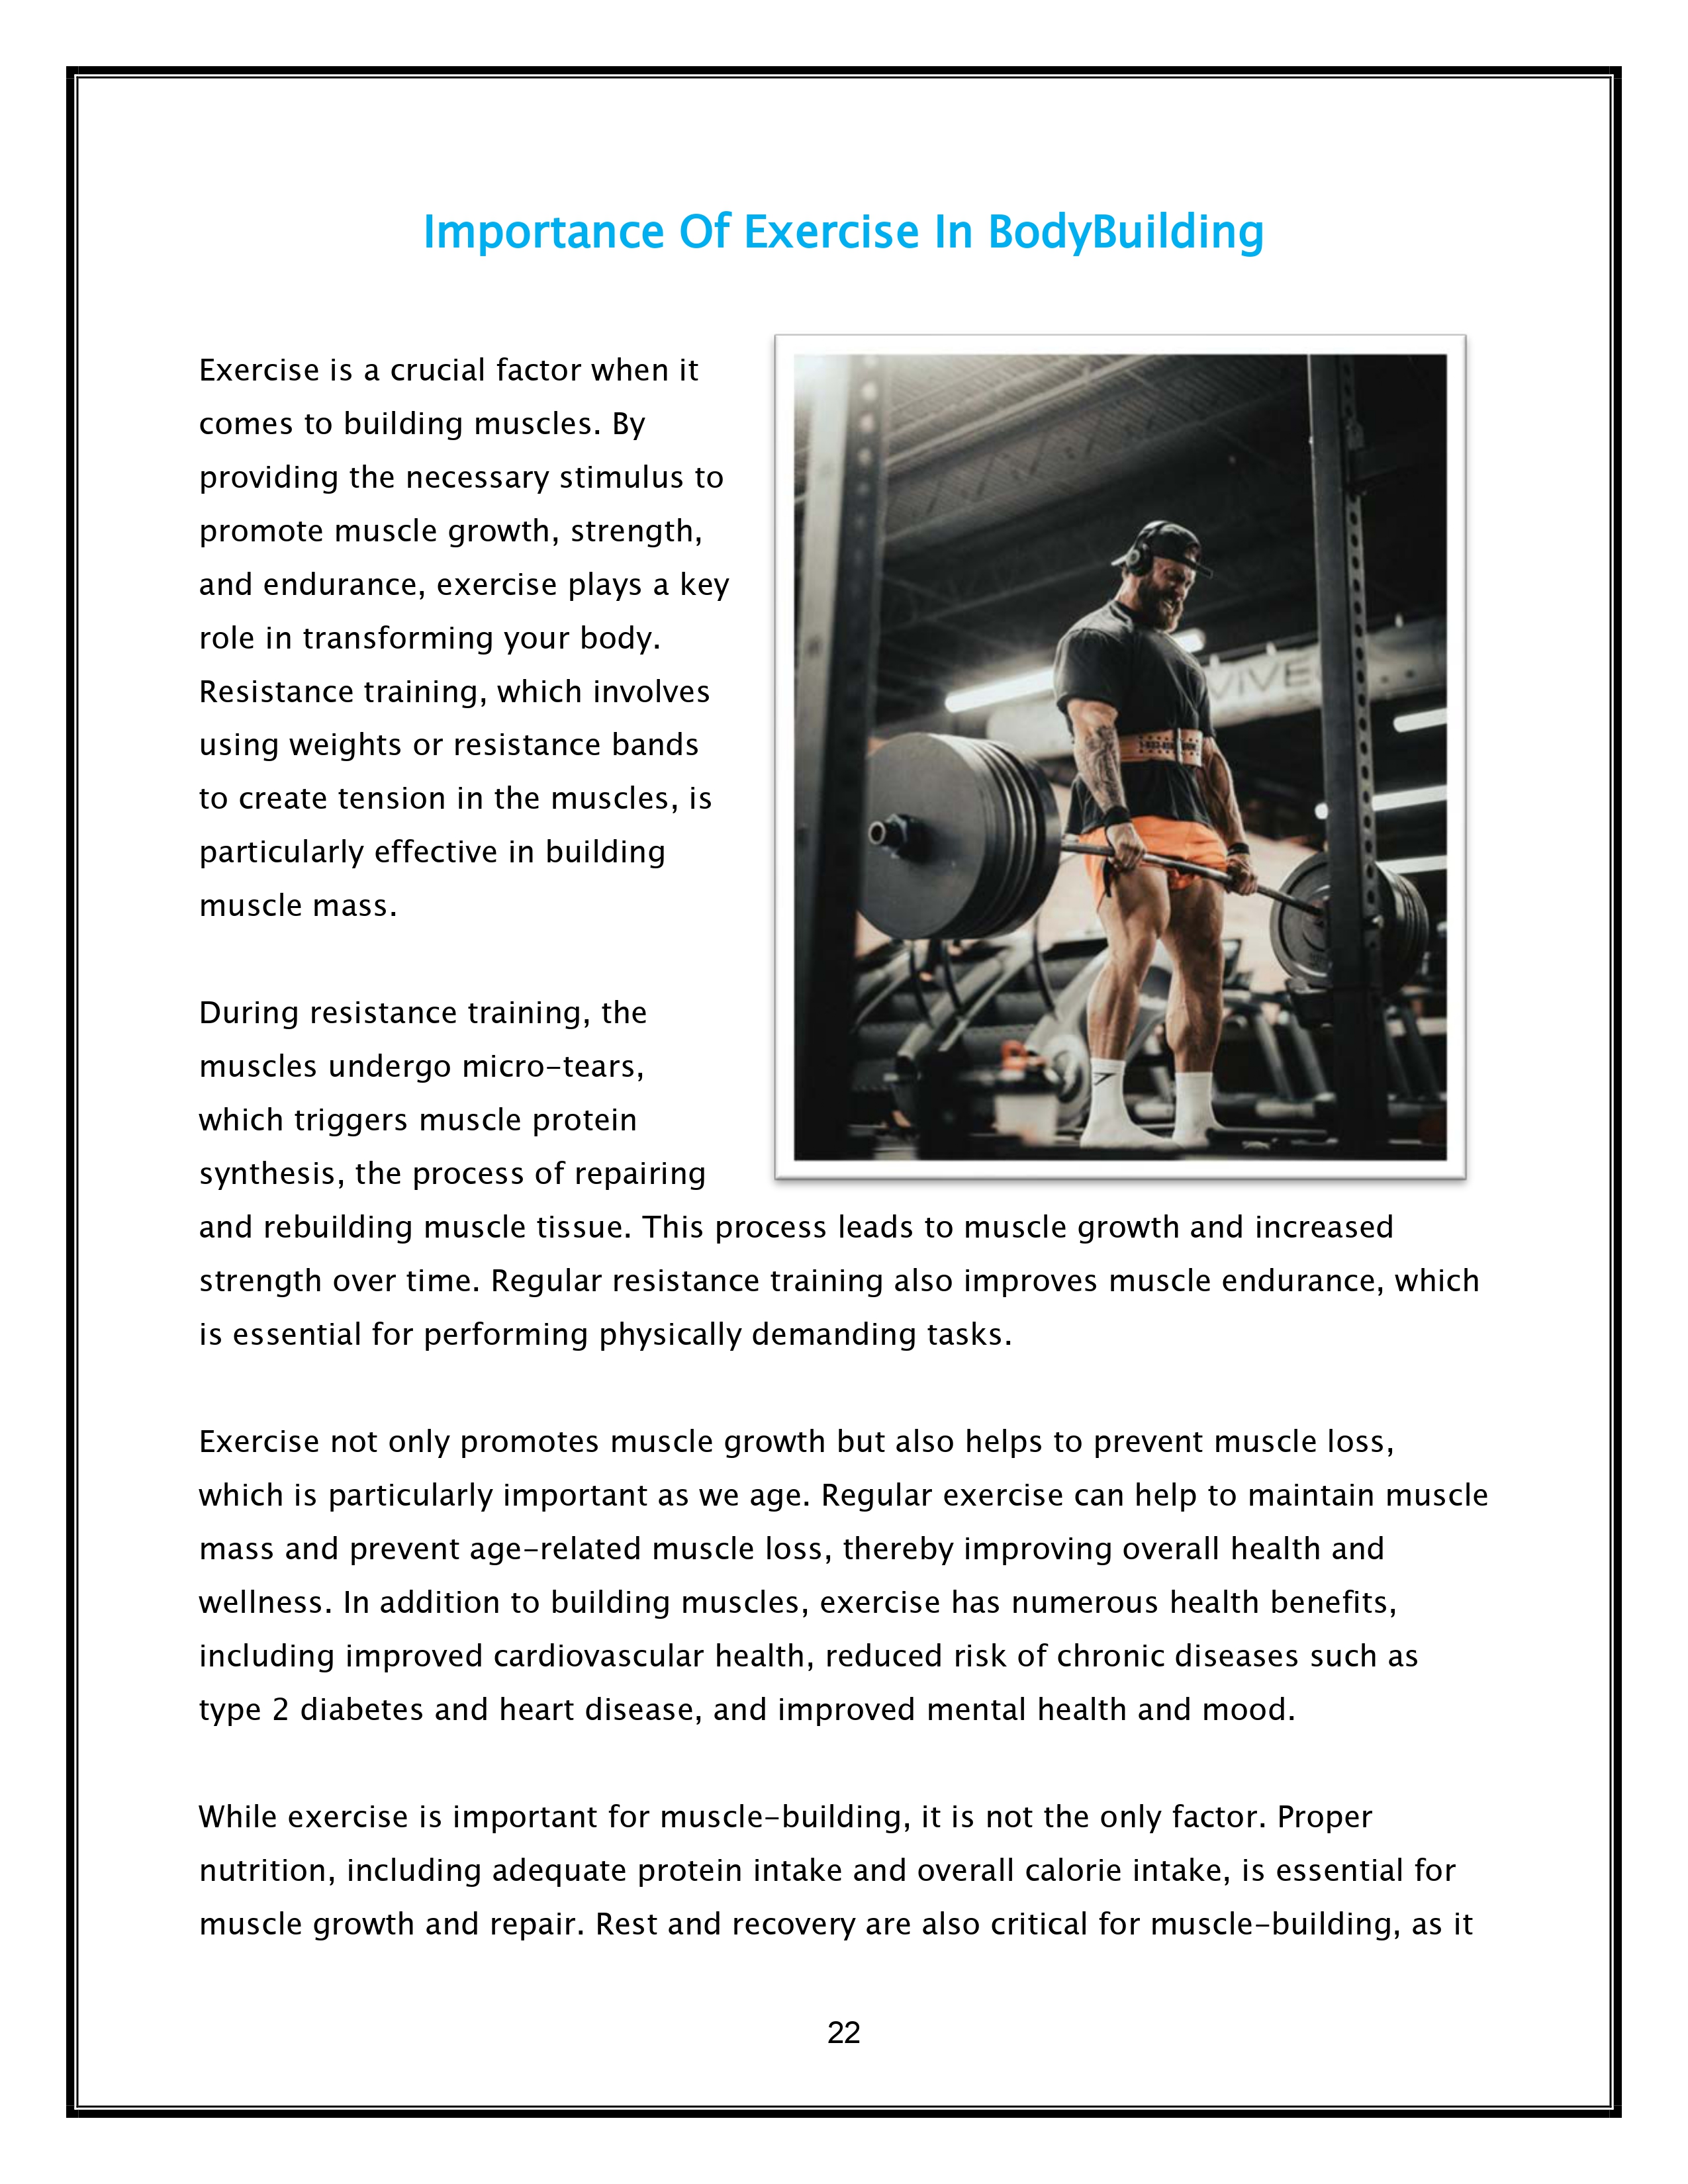 Importance Of Exercise In BodyBuilding
Exercise is a crucial factor when it
comes to building muscles. By
providing the necessary stimulus to
promote muscle growth, strength,
and endurance, exercise plays a key
role in transforming your body.
Resistance training, which involves
using weights or resistance bands
to create tension in the muscles, is
particularly effective in building
muscle mass.
During resistance training, the
muscles undergo micro-tears,
which triggers muscle protein
synthesis, the process of repairing
and rebuilding muscle tissue. This process leads to muscle growth and increased
strength over time. Regular resistance training also improves muscle endurance, which
is essential for performing physically demanding tasks.
Exercise not only promotes muscle growth but also helps to prevent muscle loss,
which is particularly important as we age. Regular exercise can help to maintain muscle
mass and prevent age-related muscle loss, thereby improving overall health and
wellness. In addition to building muscles, exercise has numerous health benefits,
including improved cardiovascular health, reduced risk of chronic diseases such as
type 2 diabetes and heart disease, and improved mental health and mood.
While exercise is important for muscle-building, it is not the only factor. Proper
nutrition, including adequate protein intake and overall calorie intake, is essential for
muscle growth and repair. Rest and recovery are also critical for muscle-building, as it
22